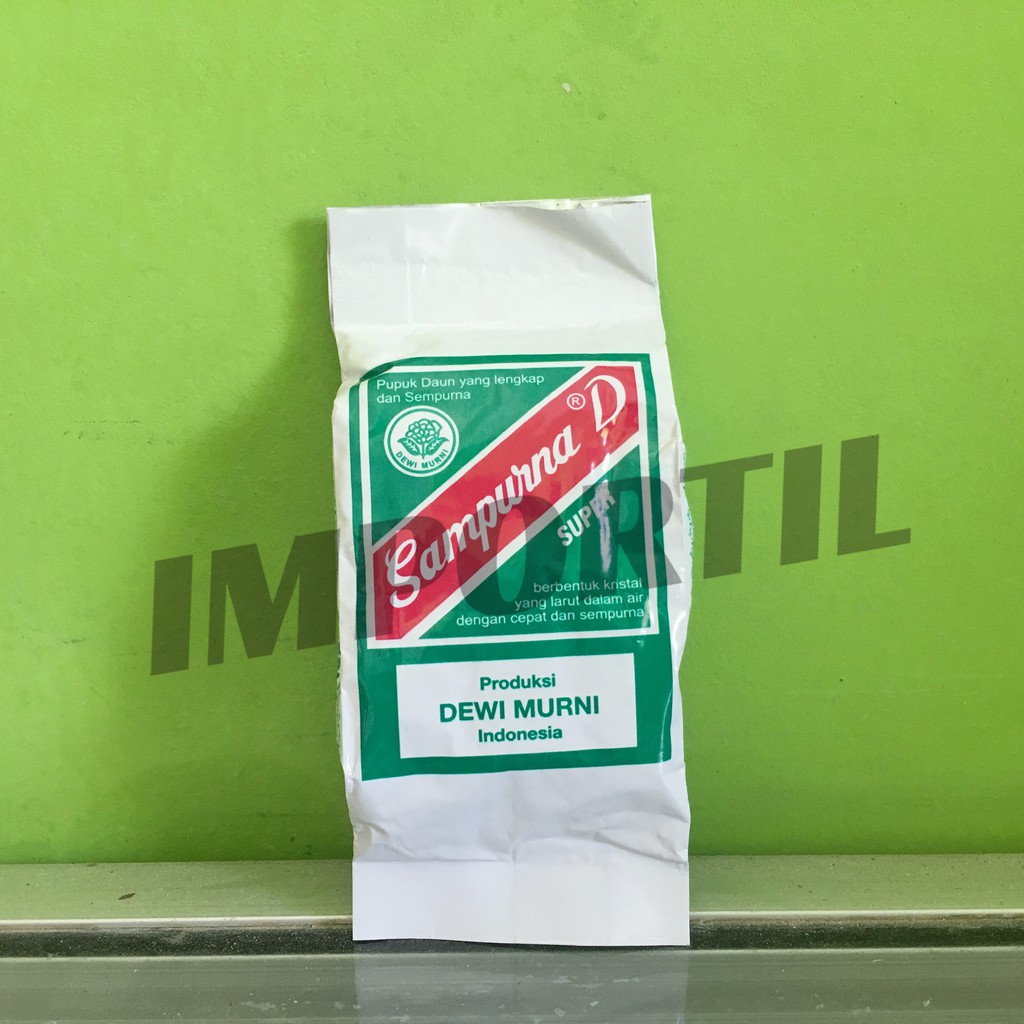 Pupuk Daun yang lengkap
dan Sempurna
DEWI MURNI
Sampurna ® D
SUPER
berbentuk kristal
yang larut dalam air
dengan cepat dan sempurna
Produksi
DEWI MURNI
Indonesia
IMPORTIL